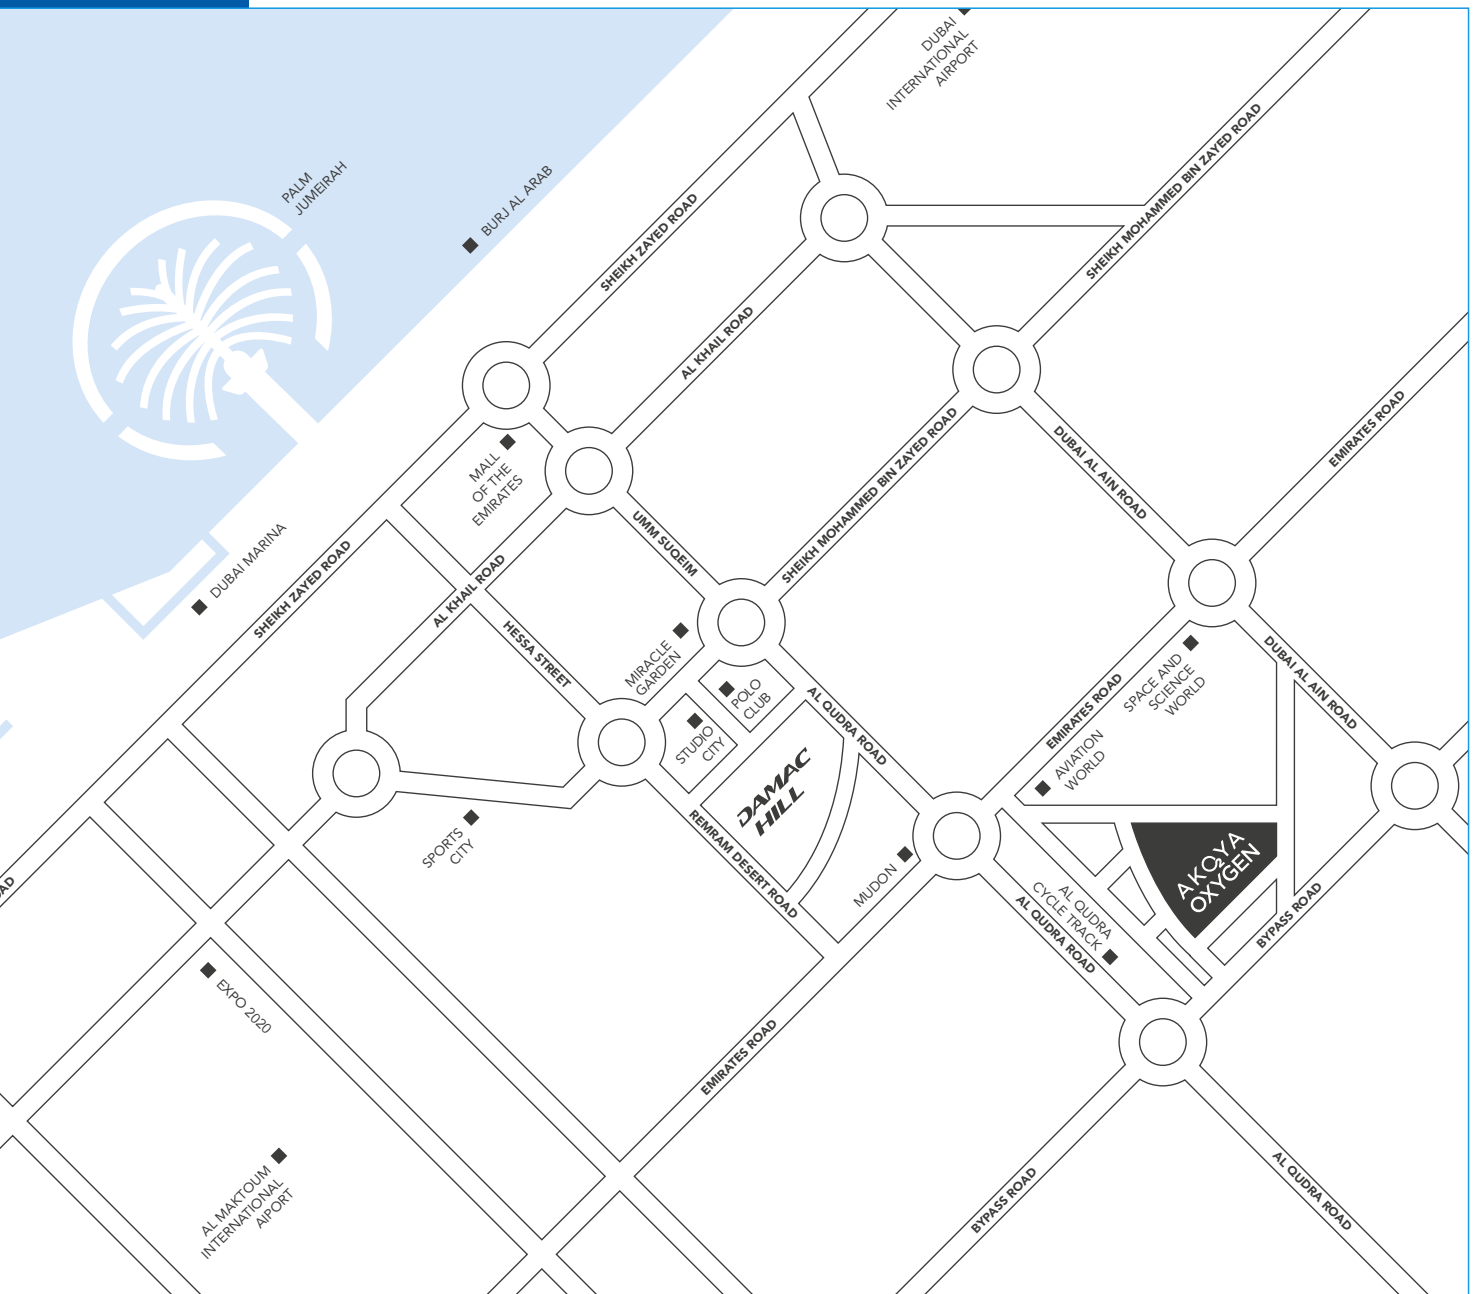 DUBAI
INTERNATIONAL
AIRPORT
PALM
JUMEIRAH
BURJ AL ARAB
SHEIKH ZAYED ROAD
SHEIKH MOHAMMED BIN ZAYED ROAD
AL KHAIL ROAD
MALL
OF THE
EMIRATES
SHEIKH MOHAMMED BIN ZAYED ROAD
DUBAI AL AIN ROAD
EMIRATES ROAD
DUBAI MARINA
SHEIKH ZAYED ROAD
AL KHAIL ROAD
UMM SUQEIM
HESSA STREET
MIRACLE
GARDEN
POLO
CLUB
STUDIO
CITY
AL QUDRA ROAD
DAMAC
HILL
EMIRATES ROAD
SPACE AND
SCIENCE
WORLD
AVIATION
WORLD
DUBAI AL AIN ROAD
SPORTS
CITY
REMRAM DESERT ROAD
MUDON
AL QUDRA
CYCLE TRACK
AL QUDRA ROAD
AKO2YA
OXYGEN
BYPASS ROAD
AD
EXPO 2020
EMIRATES ROAD
AL MAKTOUM
INTERNATIONAL
AIPORT
BYPASS ROAD
AL QUDRA ROAD